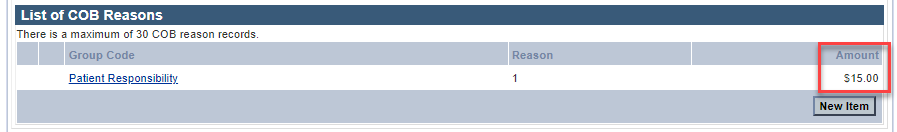 List of COB Reasons
There is a maximum of 30 COB reason records.
Group Code Reason Amount
Patient Responsibility 1 $15.00
New Item